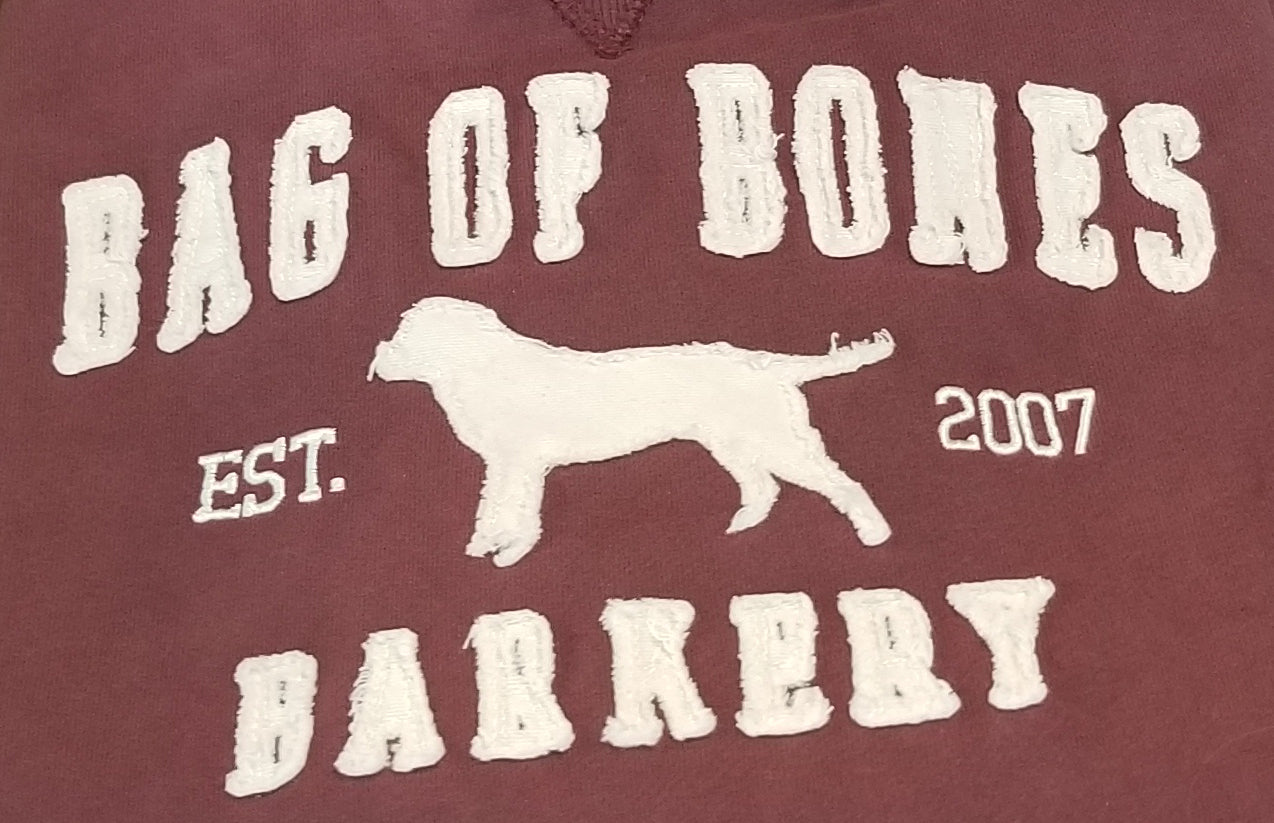 BAG OF BONES
EST. 2007
BARKERY